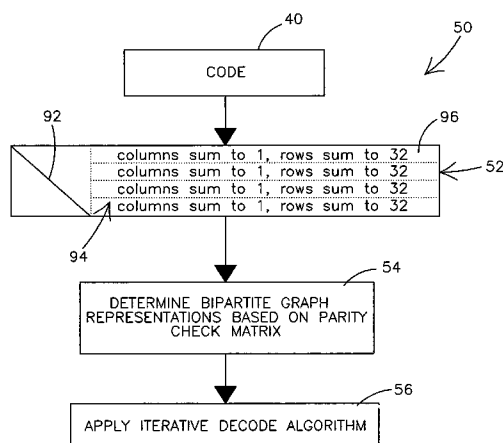 40
50
CODE
92
96
columns sum to 1, rows sum to 32
columns sum to 1, rows sum to 32
columns sum to 1, rows sum to 32
columns sum to 1, rows sum to 32
52
94
54
DETERMINE BIPARTITE GRAPH
REPRESENTATIONS BASED ON PARITY
CHECK MATRIX
56
APPLY ITERATIVE DECODE ALGORITHM